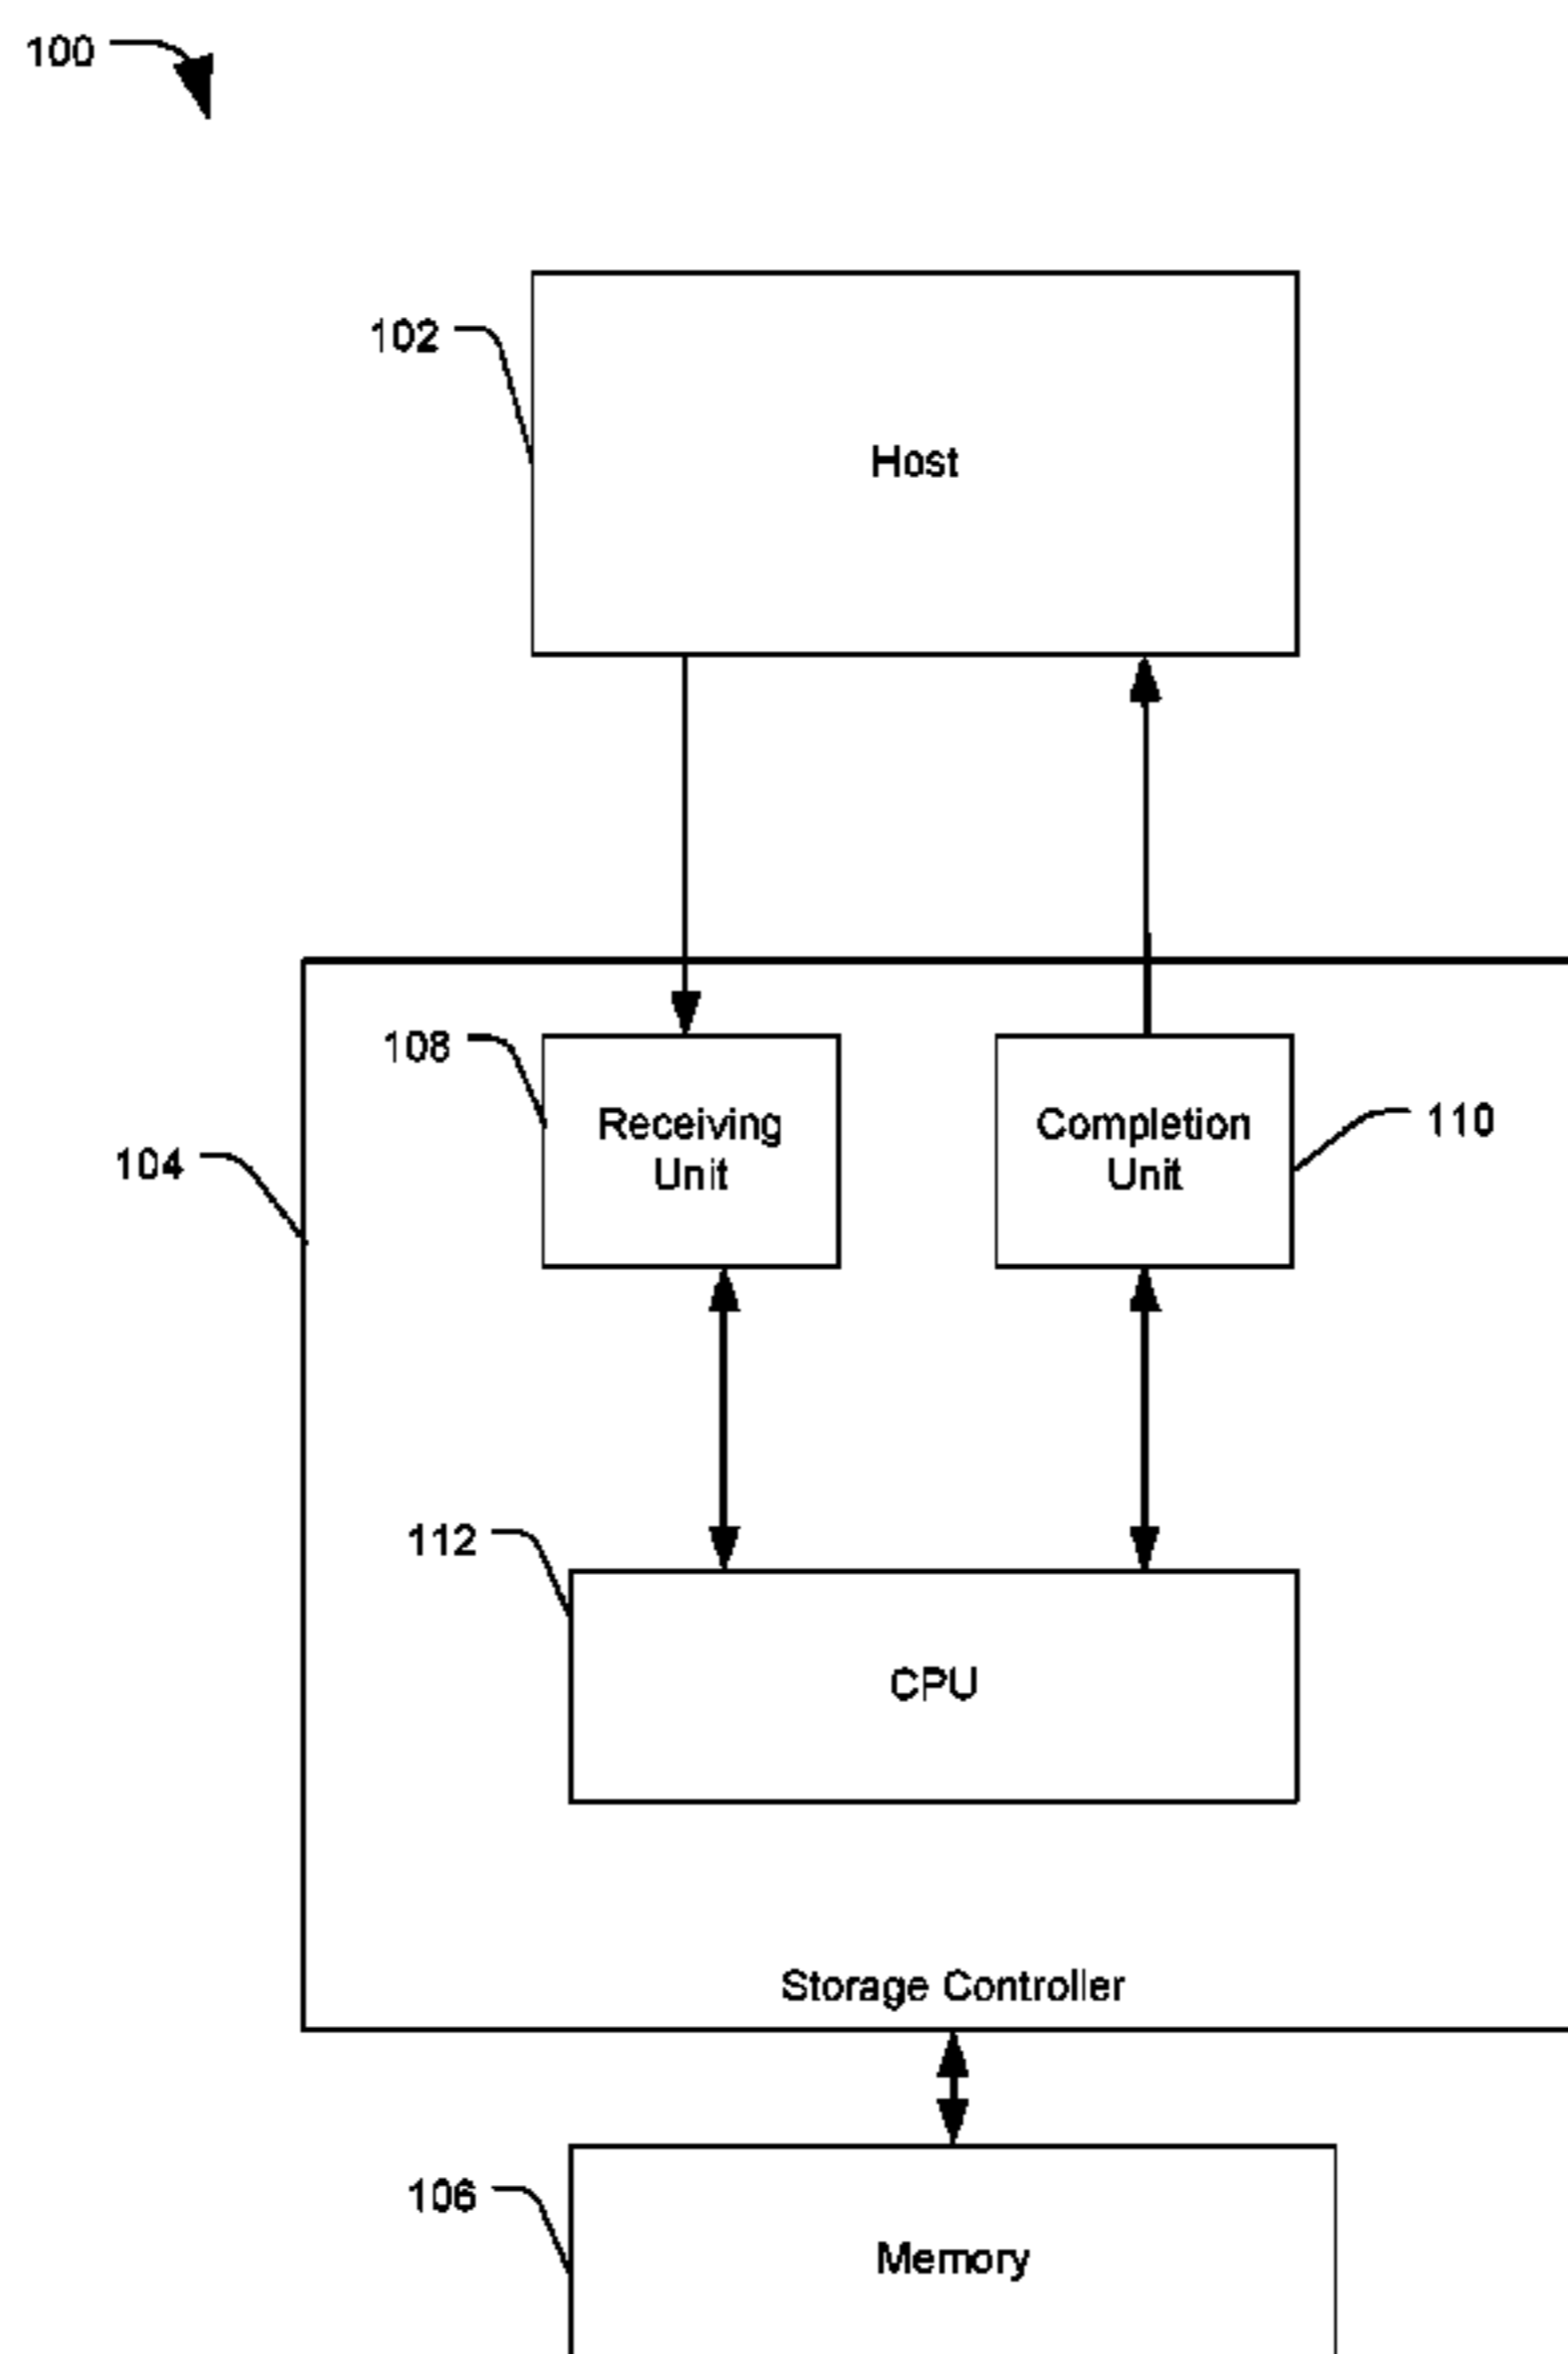 100
102
Host
108
Receiving
Unit
Completion
Unit
110
104
112
CPU
Storage Controller
106
Memory